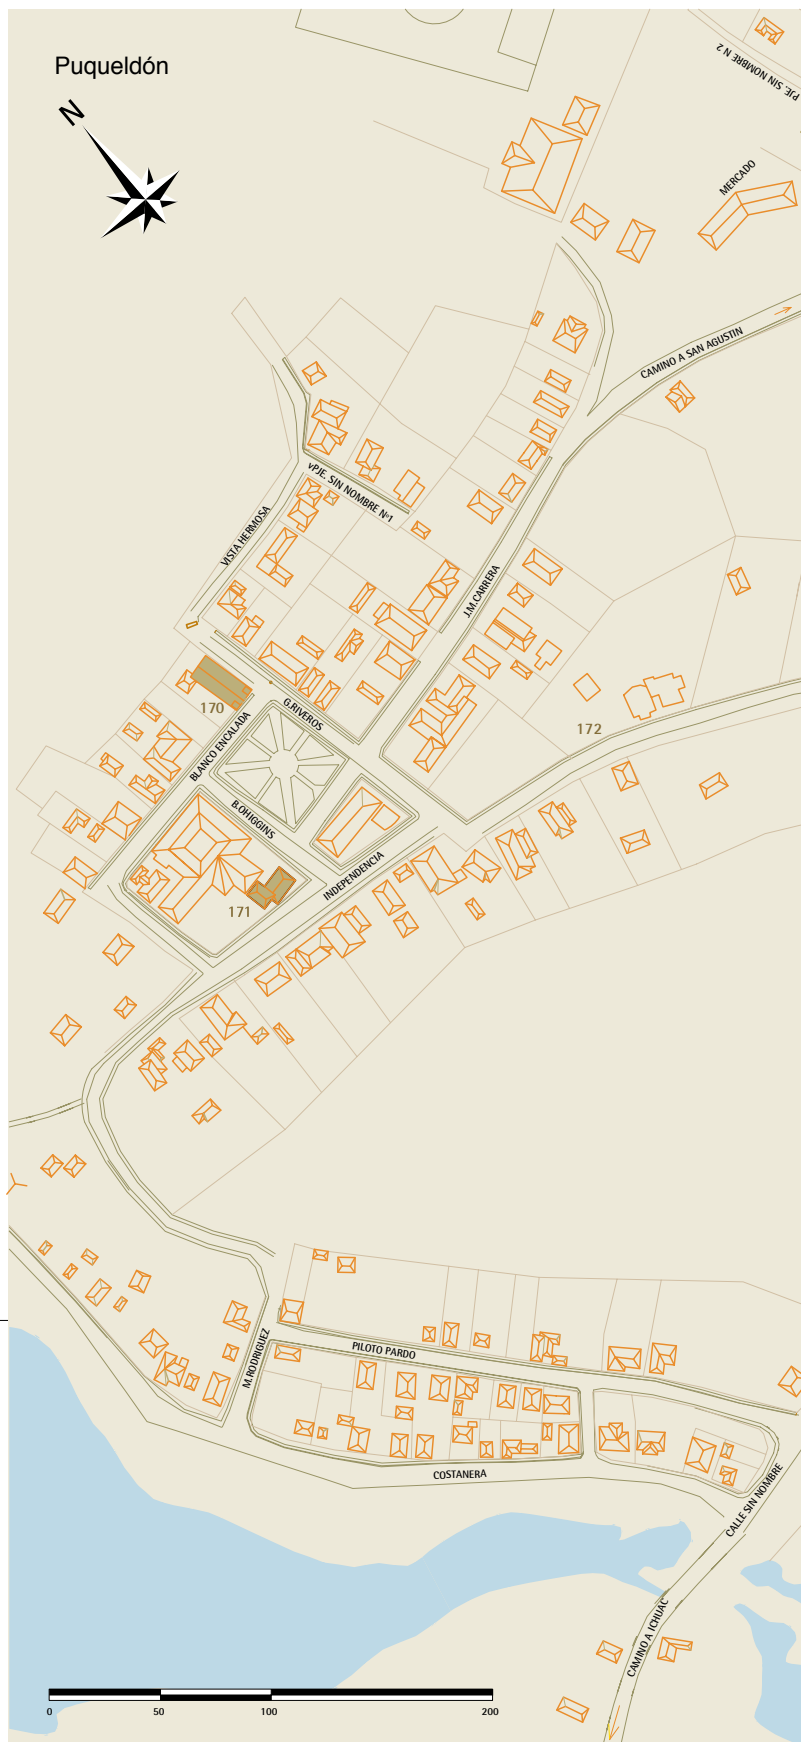 Puqueldón
N
PJE. SIN NOMBRE N 2
MERCADO
CAMINO A SAN AGUSTIN
vPJE. SIN NOMBRE Nº1
VISTA HERMOSA
J.M.CARRERA
170
G.RIVEROS
172
BLANCO ENCALADA
B.OHIGGINS
INDEPENDENCIA
171
M.RODRIGUEZ
PILOTO PARDO
COSTANERA
CALLE SIN NOMBRE
CAMINO A ICHUAC
0 50 100 200